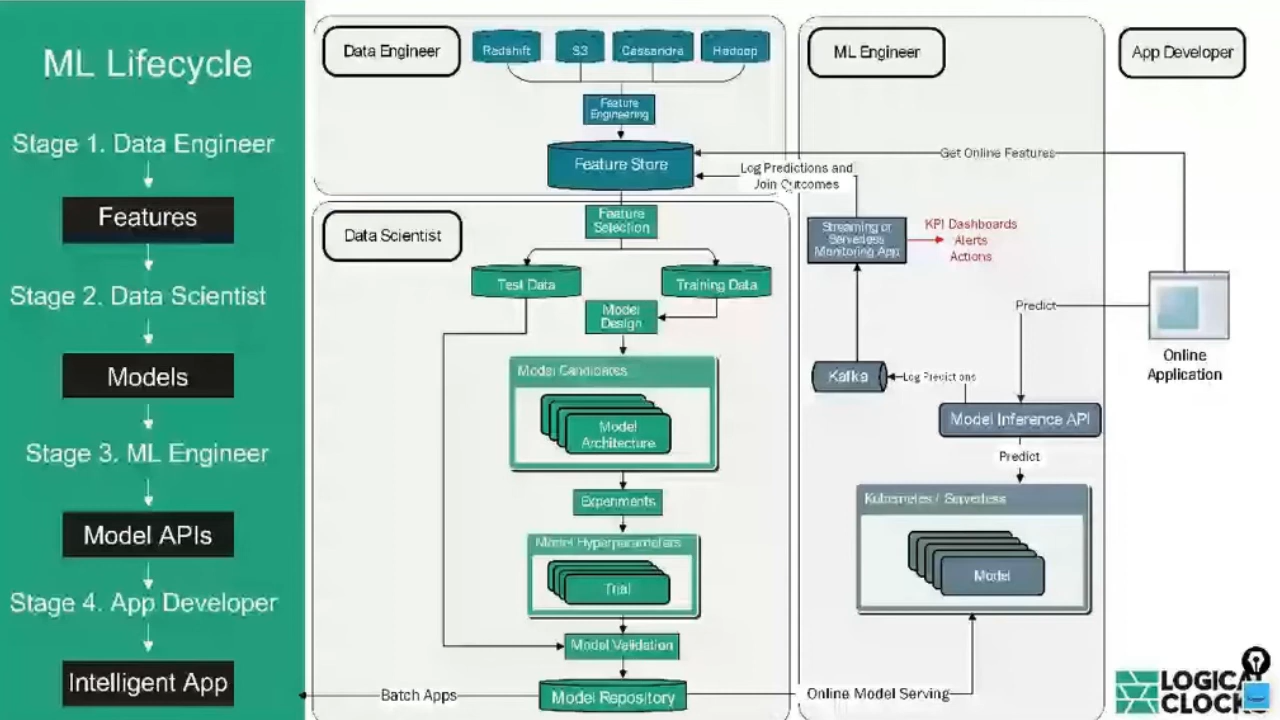 ML Lifecycle
Stage 1. Data Engineer
Features
Stage 2. Data Scientist
Models
Stage 3. ML Engineer
Model APIs
Stage 4. App Developer
Intelligent App
Data Engineer
Redshift
S3
Cassandra
Hadoop
Feature
Engineering
Feature Store
Data Scientist
Feature
Selection
Test Data
Training Data
Model
Design
Model Candidates
Model
Architecture
Experiments
Model Hyperparameters
Trial
Model Validation
Model Repository
Batch Apps
ML Engineer
Get Online Features
Log Predictions and
Join Outcomes
Streaming or
Serverless
Monitoring App
KPI Dashboards
Alerts
Actions
Predict
Kafka
Log Predictions
Model Inference API
Predict
Kubernetes / Serverless
Model
Online Model Serving
App Developer
Online
Application
LOGICAL
CLOCKS